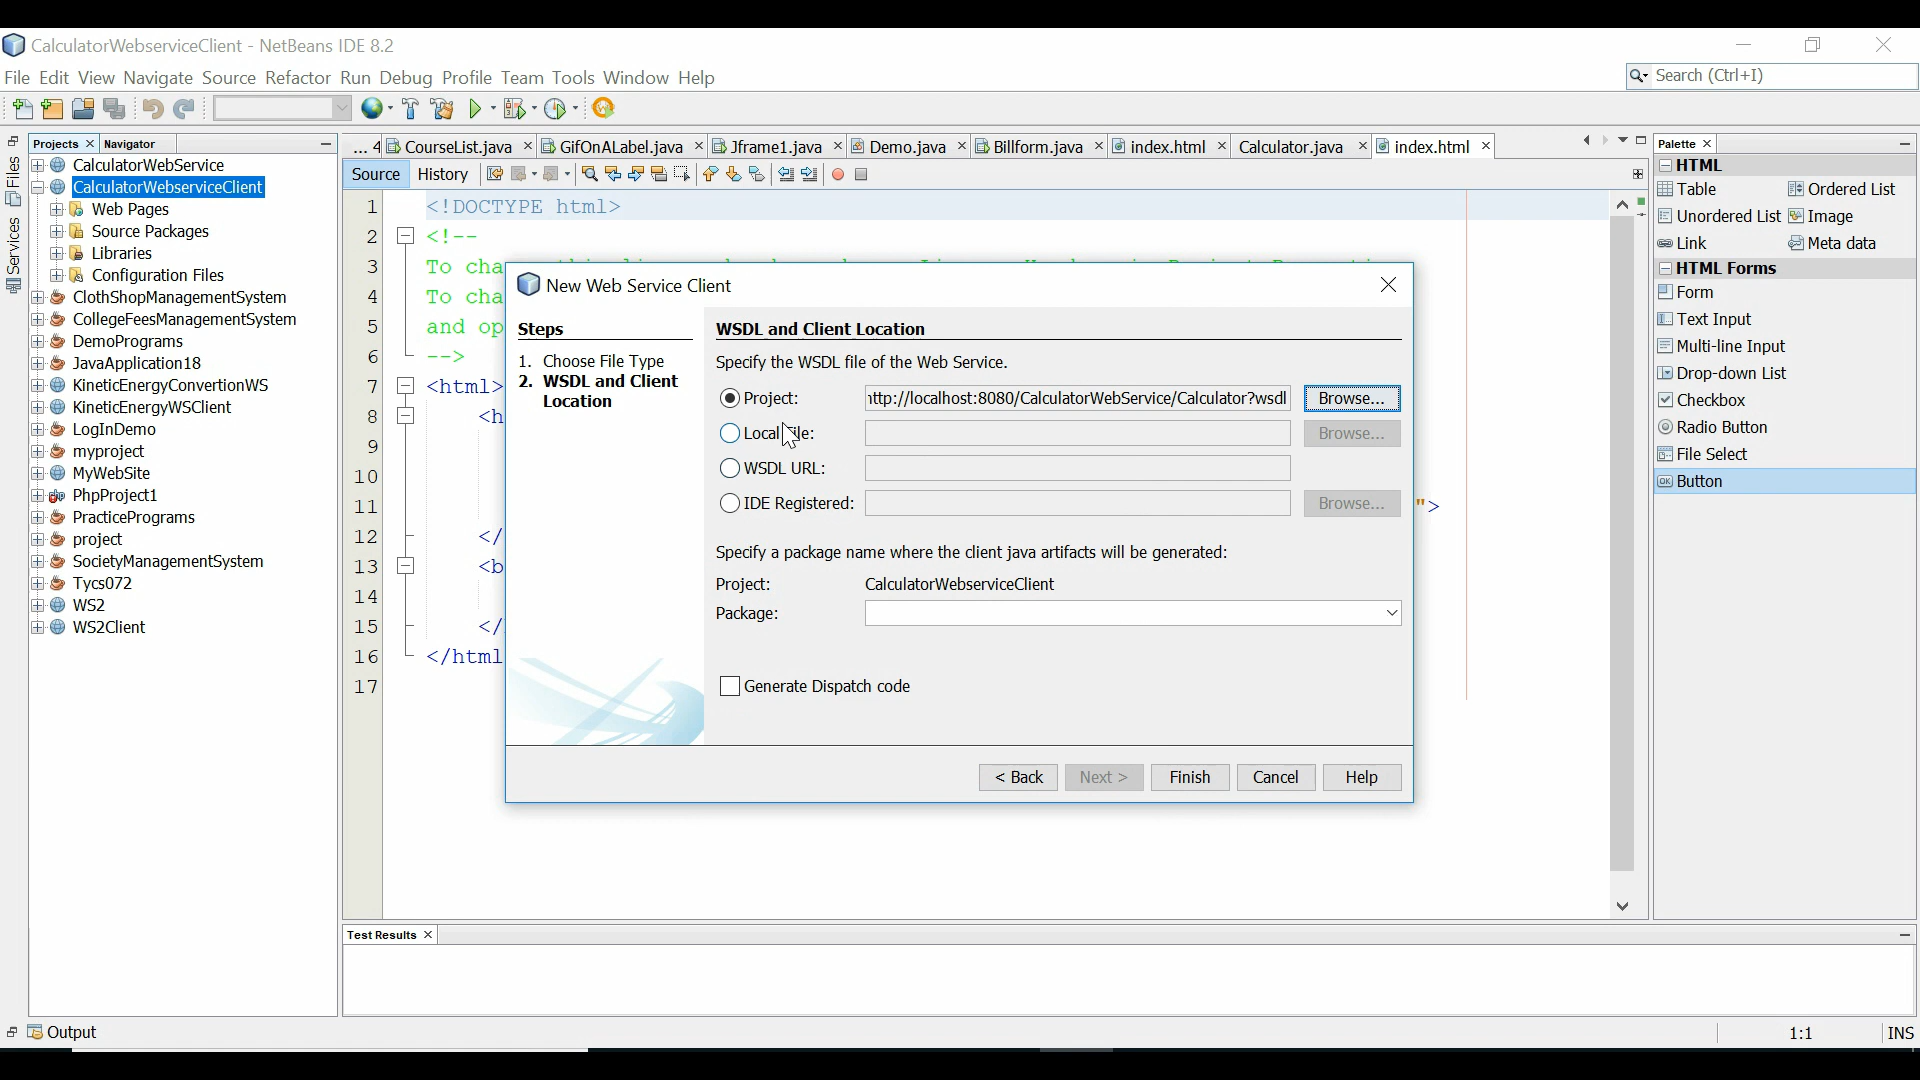 CalculatorWebserviceClient - NetBeans IDE 8.2
File Edit View Navigate Source Refactor Run Debug Profile Team Tools Window Help
Search (Ctrl+I)
Projects Navigator
Files
Services
CalculatorWebService
CalculatorWebserviceClient
Web Pages
Source Packages
Libraries
Configuration Files
ClothShopManagementSystem
CollegeFeesManagementSystem
DemoPrograms
JavaApplication18
KineticEnergyConvertionWS
KineticEnergyWSClient
LogInDemo
myproject
MyWebSite
PhpProject1
PracticePrograms
project
SocietyManagementSystem
Tycs072
WS2
WS2Client
... 4 CourseList.java GifOnALabel.java Jframe1.java Demo.java Billform.java index.html Calculator.java index.html
Source History
1 <!DOCTYPE html>
2 <!--
3 To cha
4 To cha
5 and op
6 -->
7 <html>
8 <h
9
10
11 ">
12 </
13 <b
14
15 </
16 </html
17
New Web Service Client
Steps
1. Choose File Type
2. WSDL and Client
Location
WSDL and Client Location
Specify the WSDL file of the Web Service.
Project: ttp://localhost:8080/CalculatorWebService/Calculator?wsdl Browse...
Local File: Browse...
WSDL URL:
IDE Registered: Browse...
Specify a package name where the client java artifacts will be generated:
Project: CalculatorWebserviceClient
Package:
Generate Dispatch code
< Back Next > Finish Cancel Help
Palette
HTML
Table Ordered List
Unordered List Image
Link Meta data
HTML Forms
Form
Text Input
Multi-line Input
Drop-down List
Checkbox
Radio Button
File Select
Button
Test Results
Output
1:1 INS